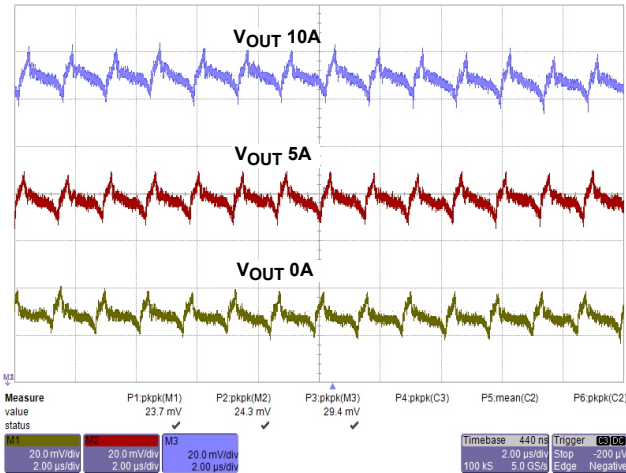 VOUT 10A
VOUT 5A
VOUT 0A
M3
Measure P1:pkpk(M1) P2:pkpk(M2) P3:pkpk(M3) P4:pkpk(C3) P5:mean(C2) P6:pkpk(C2)
value 23.7 mV 24.3 mV 29.4 mV
status ✓ ✓ ✓
M1 M2 M3 Timebase 440 ns Trigger C3 DC
20.0 mV/div 20.0 mV/div 20.0 mV/div 2.00 µs/div Stop -200 µV
2.00 µs/div 2.00 µs/div 2.00 µs/div 100 kS 5.0 GS/s Edge Negative